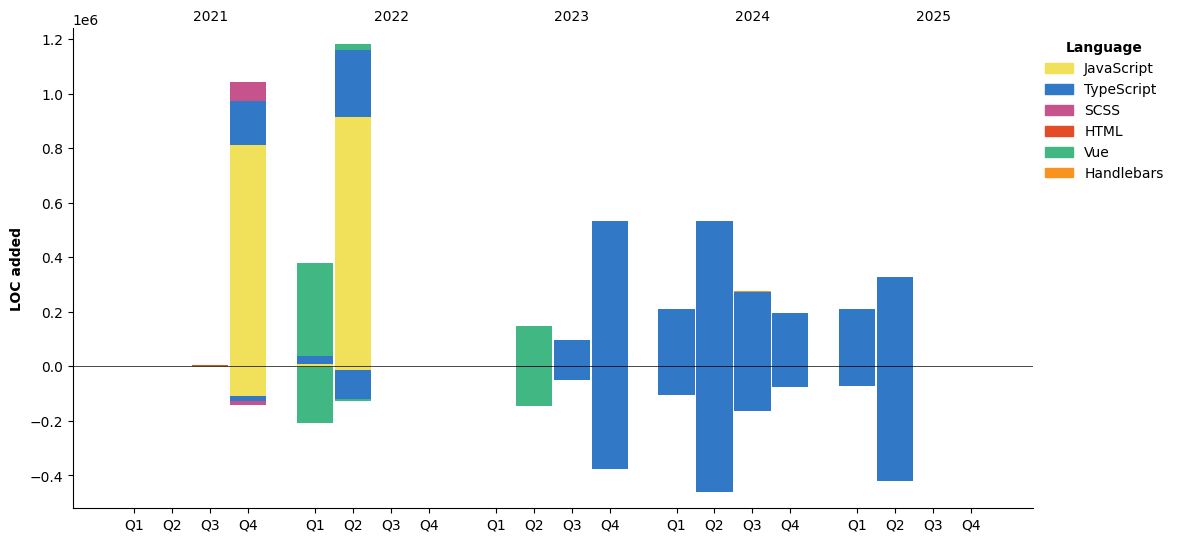 2021 2022 2023 2024 2025
1e6
Language
JavaScript
TypeScript
SCSS
HTML
Vue
Handlebars
LOC added
1.2
1.0
0.8
0.6
0.4
0.2
0.0
−0.2
−0.4
Q1 Q2 Q3 Q4 Q1 Q2 Q3 Q4 Q1 Q2 Q3 Q4 Q1 Q2 Q3 Q4 Q1 Q2 Q3 Q4